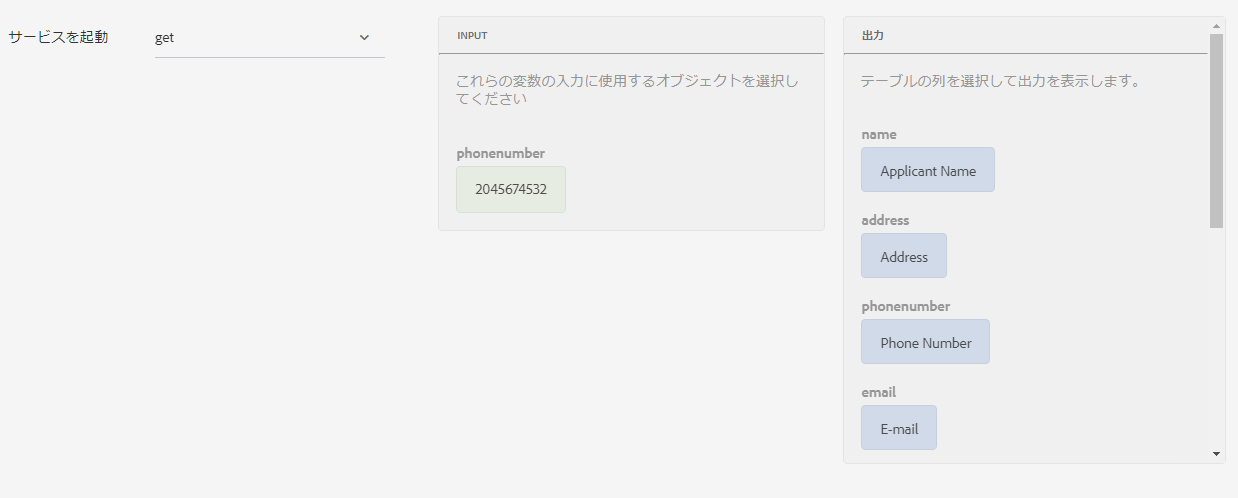 サービスを起動
get
INPUT
これらの変数の入力に使用するオブジェクトを選択し
てください
phonenumber
2045674532
出力
テーブルの列を選択して出力を表示します。
name
Applicant Name
address
Address
phonenumber
Phone Number
email
E-mail